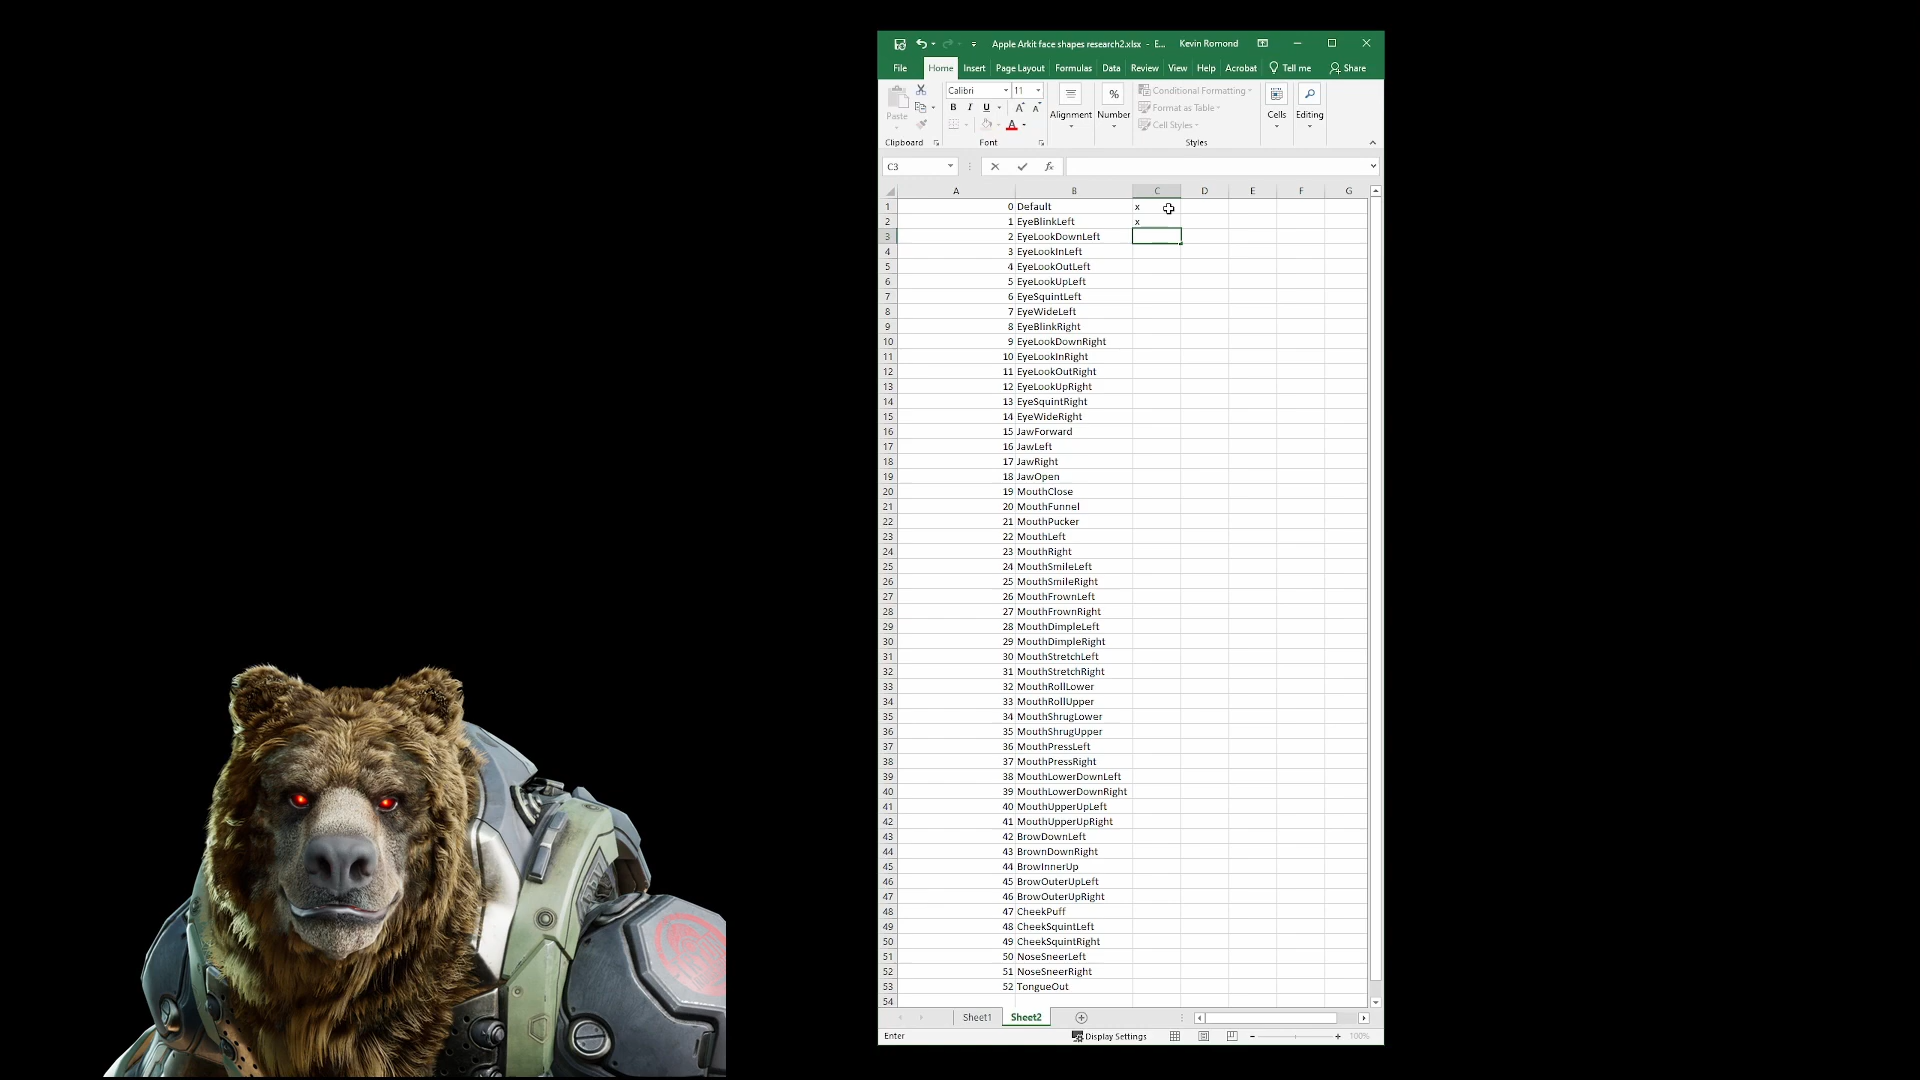 Apple Arkit face shapes research2.xlsx - E... Kevin Romond
File Home Insert Page Layout Formulas Data Review View Help Acrobat Tell me Share
Paste
Calibri 11
B I U A A
A
Alignment
%
Number
Conditional Formatting
Format as Table
Cell Styles
Cells
Editing
Clipboard Font Styles
C3 fx
A B C D E F G
1 0 Default x
2 1 EyeBlinkLeft x
3 2 EyeLookDownLeft
4 3 EyeLookInLeft
5 4 EyeLookOutLeft
6 5 EyeLookUpLeft
7 6 EyeSquintLeft
8 7 EyeWideLeft
9 8 EyeBlinkRight
10 9 EyeLookDownRight
11 10 EyeLookInRight
12 11 EyeLookOutRight
13 12 EyeLookUpRight
14 13 EyeSquintRight
15 14 EyeWideRight
16 15 JawForward
17 16 JawLeft
18 17 JawRight
19 18 JawOpen
20 19 MouthClose
21 20 MouthFunnel
22 21 MouthPucker
23 22 MouthLeft
24 23 MouthRight
25 24 MouthSmileLeft
26 25 MouthSmileRight
27 26 MouthFrownLeft
28 27 MouthFrownRight
29 28 MouthDimpleLeft
30 29 MouthDimpleRight
31 30 MouthStretchLeft
32 31 MouthStretchRight
33 32 MouthRollLower
34 33 MouthRollUpper
35 34 MouthShrugLower
36 35 MouthShrugUpper
37 36 MouthPressLeft
38 37 MouthPressRight
39 38 MouthLowerDownLeft
40 39 MouthLowerDownRight
41 40 MouthUpperUpLeft
42 41 MouthUpperUpRight
43 42 BrowDownLeft
44 43 BrownDownRight
45 44 BrowInnerUp
46 45 BrowOuterUpLeft
47 46 BrowOuterUpRight
48 47 CheekPuff
49 48 CheekSquintLeft
50 49 CheekSquintRight
51 50 NoseSneerLeft
52 51 NoseSneerRight
53 52 TongueOut
54
Sheet1 Sheet2
Enter Display Settings 100%